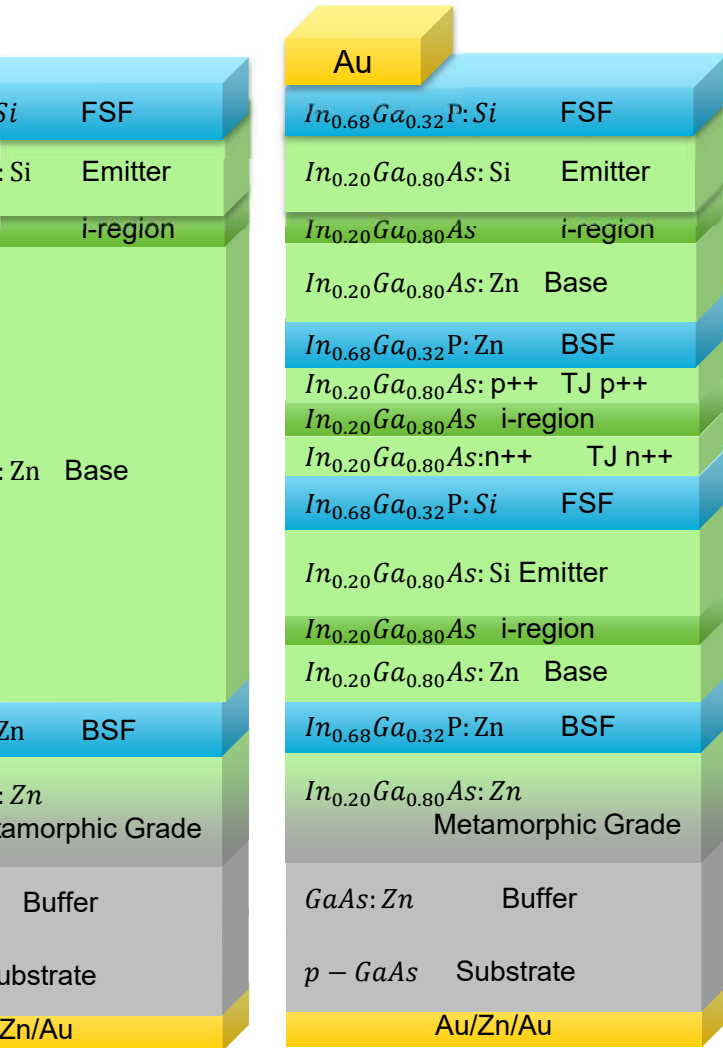 Si FSF
: Si Emitter
i-region
: Zn Base
Zn BSF
: Zn
tamorphic Grade
Buffer
ubstrate
Zn/Au
Au
In0.68Ga0.32P: Si FSF
In0.20Ga0.80As: Si Emitter
In0.20Ga0.80As i-region
In0.20Ga0.80As: Zn Base
In0.68Ga0.32P: Zn BSF
In0.20Ga0.80As: p++ TJ p++
In0.20Ga0.80As i-region
In0.20Ga0.80As:n++ TJ n++
In0.68Ga0.32P: Si FSF
In0.20Ga0.80As: Si Emitter
In0.20Ga0.80As i-region
In0.20Ga0.80As: Zn Base
In0.68Ga0.32P: Zn BSF
In0.20Ga0.80As: Zn
Metamorphic Grade
GaAs: Zn Buffer
p − GaAs Substrate
Au/Zn/Au